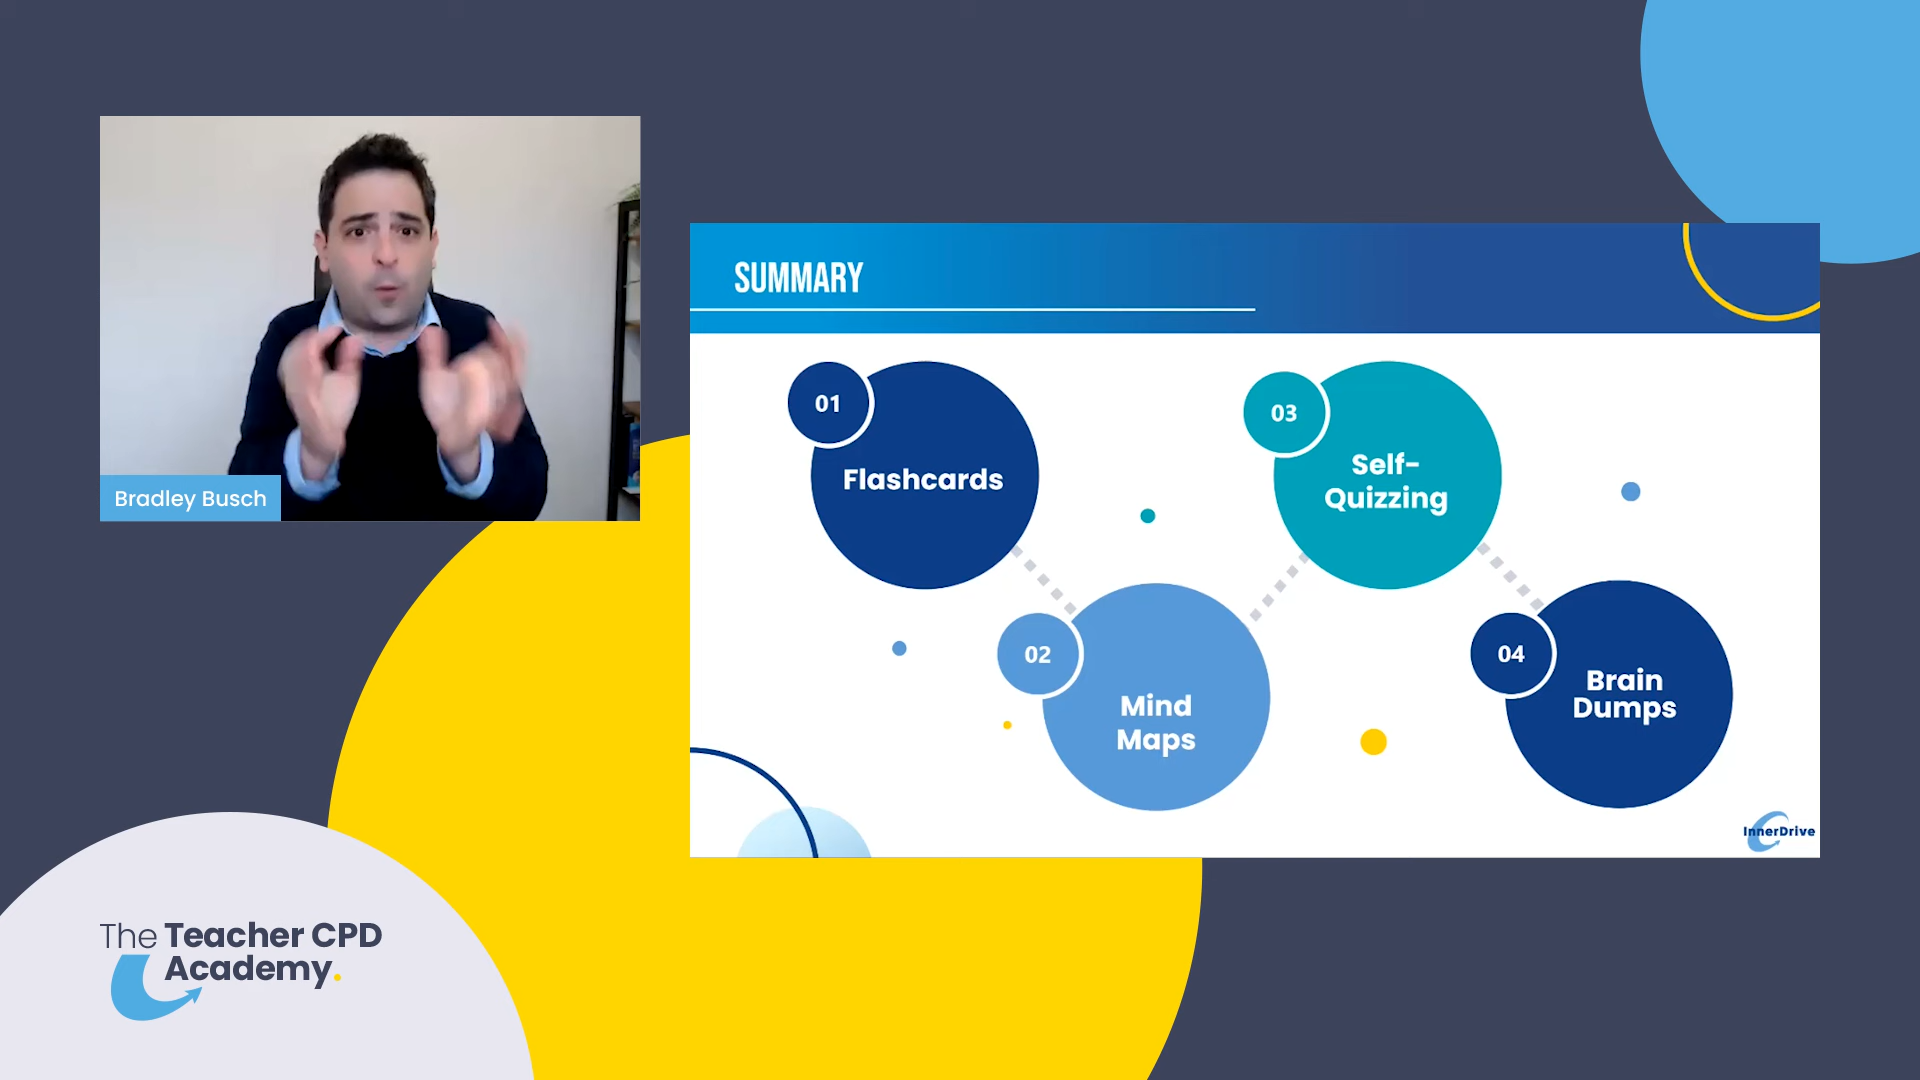 Bradley Busch
SUMMARY
01
Flashcards
02
Mind
Maps
03
Self-
Quizzing
04
Brain
Dumps
InnerDrive
The Teacher CPD
Academy.